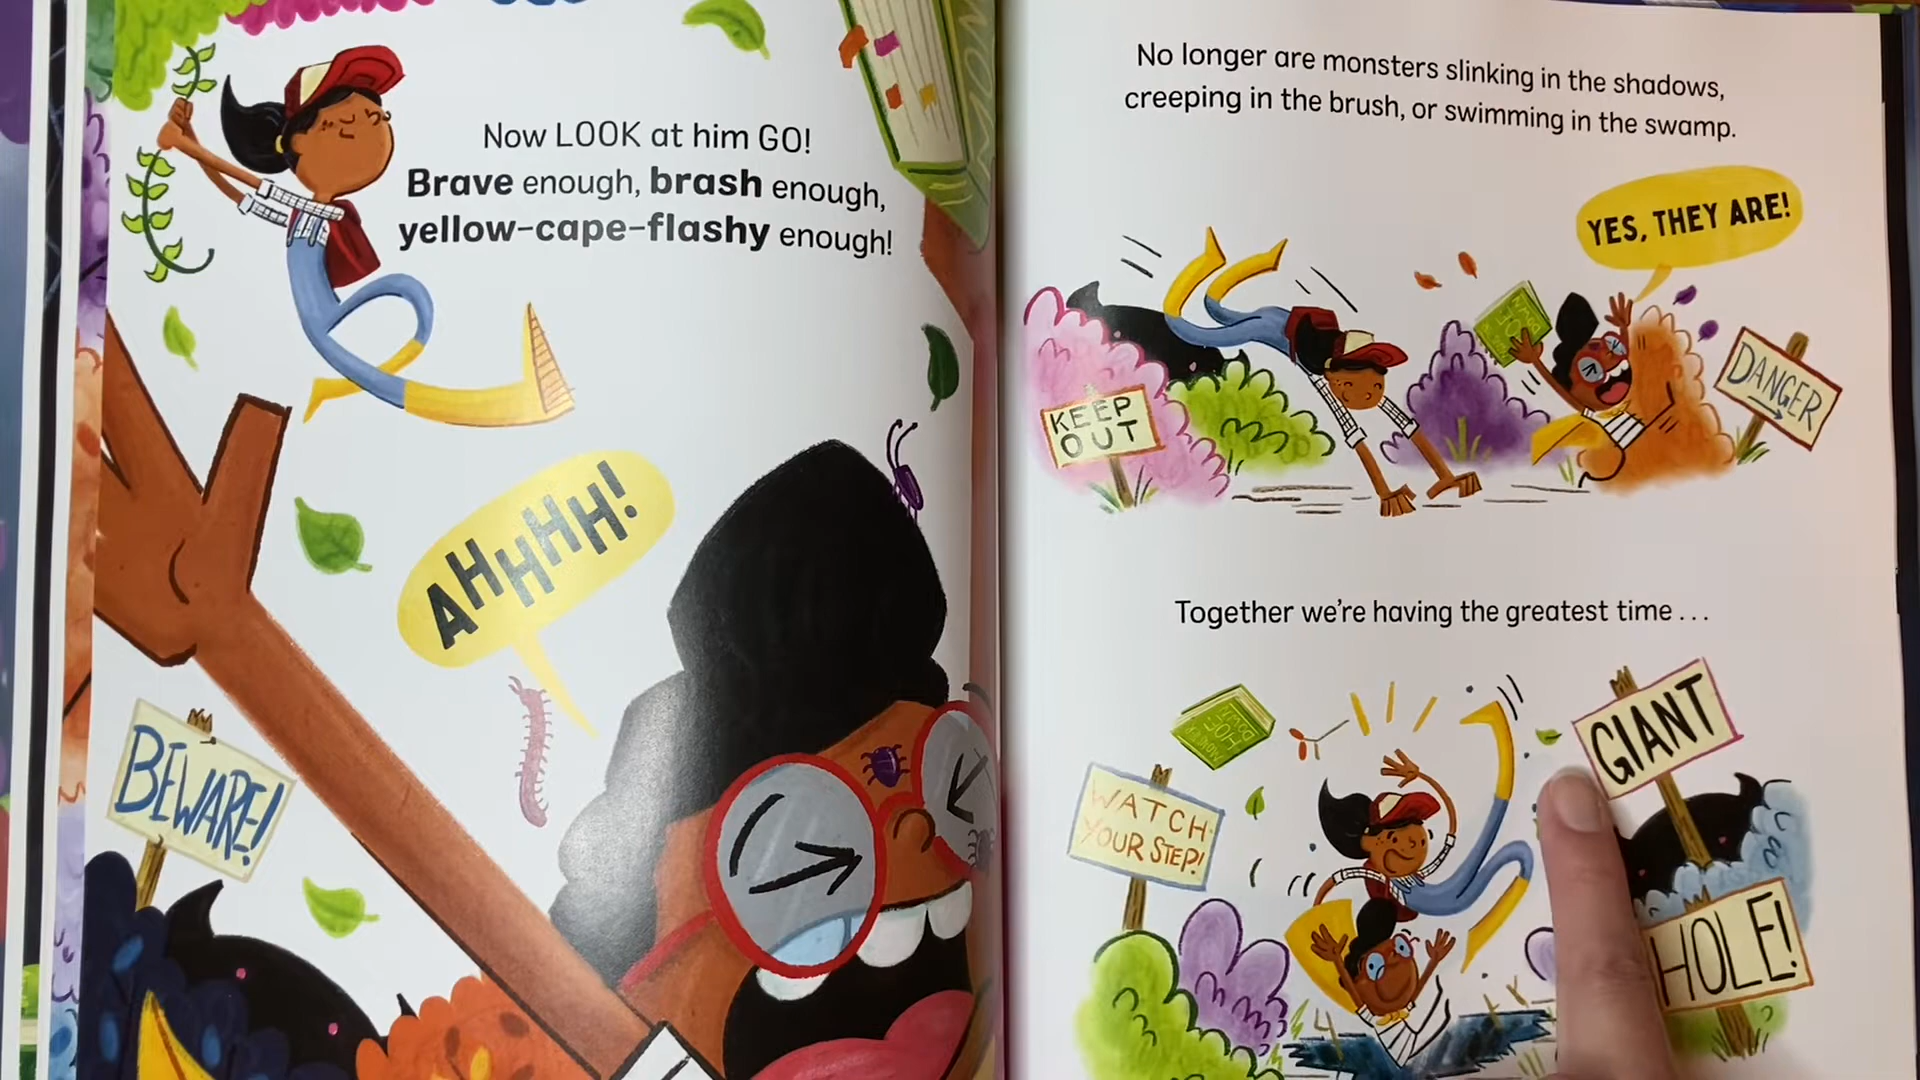 Now LOOK at him GO!
Brave enough, brash enough,
yellow-cape-flashy enough!
AHHHH!
BEWARE!
No longer are monsters slinking in the shadows,
creeping in the brush, or swimming in the swamp.
YES, THEY ARE!
KEEP
OUT
DANGER
Together we're having the greatest time...
WATCH
YOUR STEP!
GIANT
HOLE!